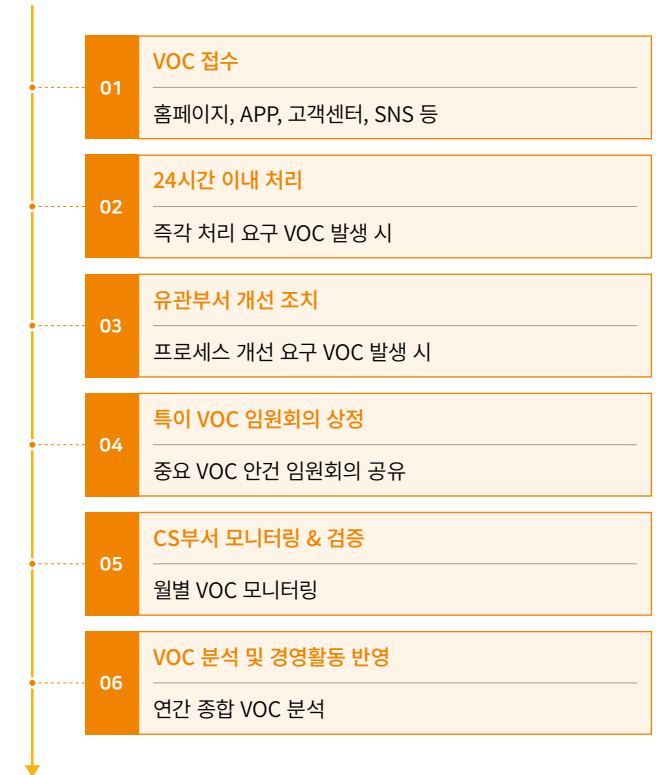 01
VOC 접수
홈페이지, APP, 고객센터, SNS 등
02
24시간 이내 처리
즉각 처리 요구 VOC 발생 시
03
유관부서 개선 조치
프로세스 개선 요구 VOC 발생 시
04
특이 VOC 임원회의 상정
중요 VOC 안건 임원회의 공유
05
CS부서 모니터링 & 검증
월별 VOC 모니터링
06
VOC 분석 및 경영활동 반영
연간 종합 VOC 분석